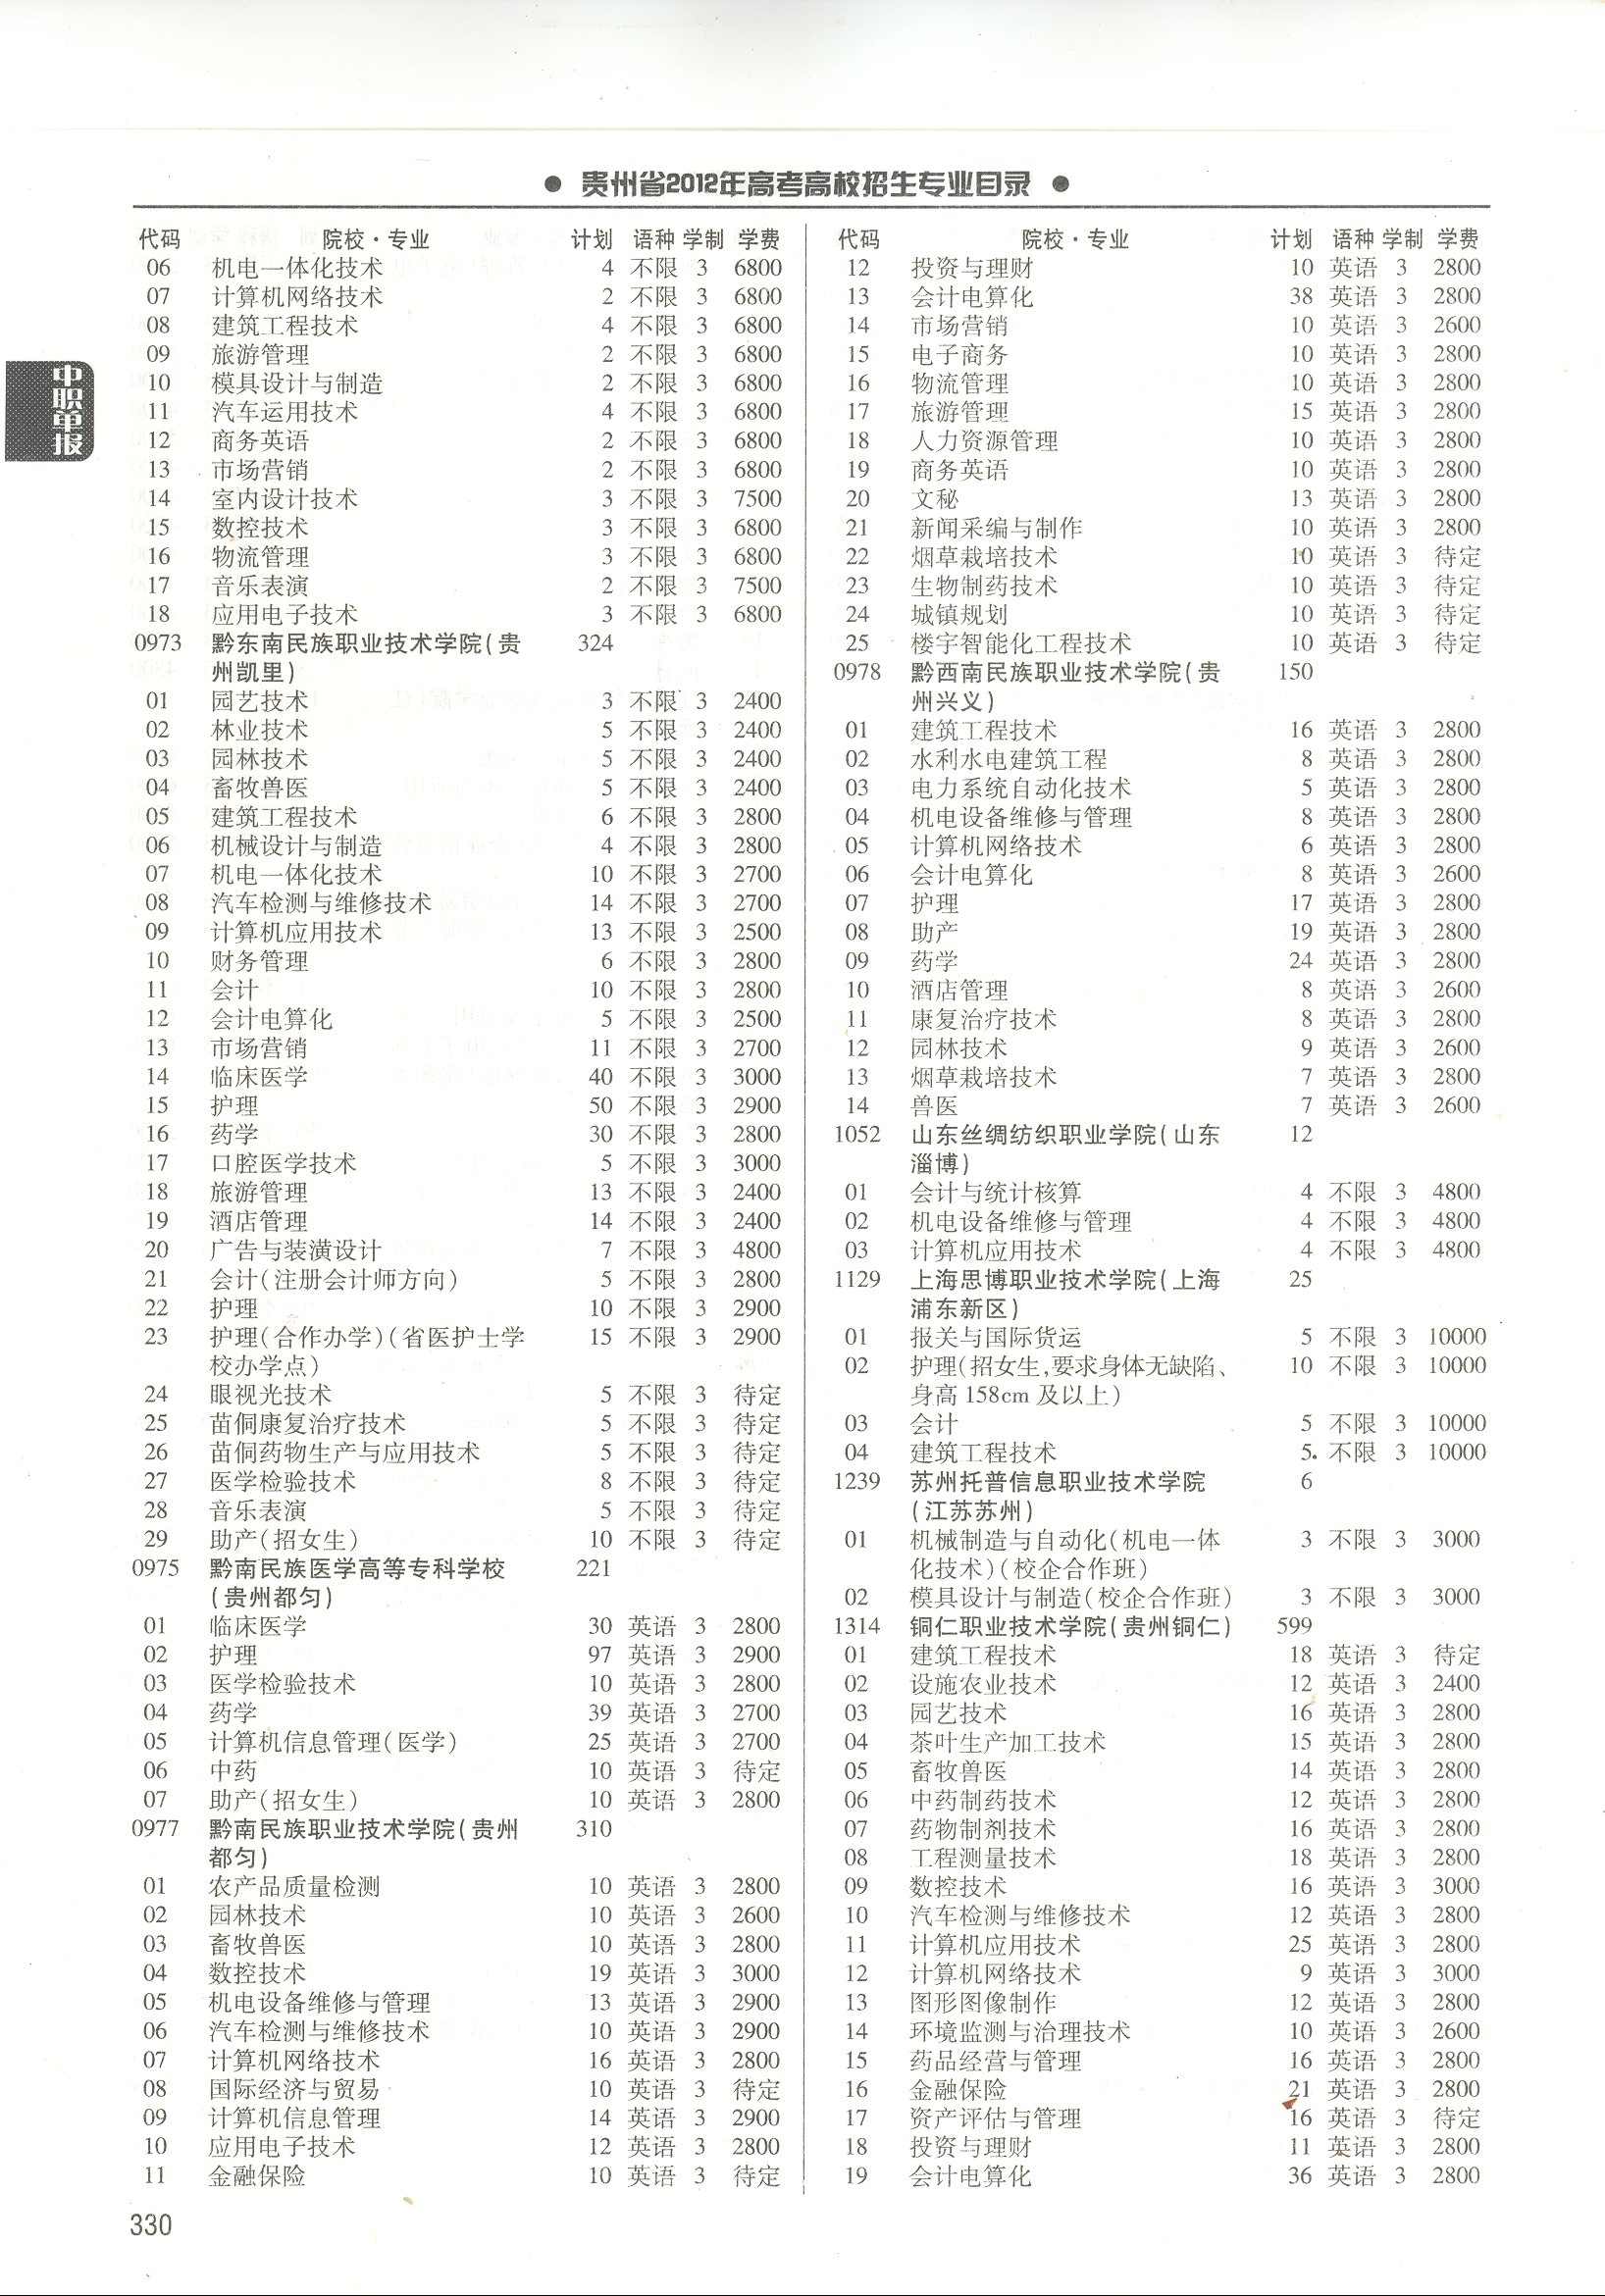 ● 贵州省2012年高考高校招生专业目录 ●
中职单报
代码 院校·专业 计划 语种 学制 学费
06 机电一体化技术 4 不限 3 6800
07 计算机网络技术 2 不限 3 6800
08 建筑工程技术 4 不限 3 6800
09 旅游管理 2 不限 3 6800
10 模具设计与制造 2 不限 3 6800
11 汽车运用技术 4 不限 3 6800
12 商务英语 2 不限 3 6800
13 市场营销 2 不限 3 6800
14 室内设计技术 3 不限 3 7500
15 数控技术 3 不限 3 6800
16 物流管理 3 不限 3 6800
17 音乐表演 2 不限 3 7500
18 应用电子技术 3 不限 3 6800
0973 黔东南民族职业技术学院(贵 324
州凯里)
01 园艺技术 3 不限 3 2400
02 林业技术 5 不限 3 2400
03 园林技术 5 不限 3 2400
04 畜牧兽医 5 不限 3 2400
05 建筑工程技术 6 不限 3 2800
06 机械设计与制造 4 不限 3 2800
07 机电一体化技术 10 不限 3 2700
08 汽车检测与维修技术 14 不限 3 2700
09 计算机应用技术 13 不限 3 2500
10 财务管理 6 不限 3 2800
11 会计 10 不限 3 2800
12 会计电算化 5 不限 3 2500
13 市场营销 11 不限 3 2700
14 临床医学 40 不限 3 3000
15 护理 50 不限 3 2900
16 药学 30 不限 3 2800
17 口腔医学技术 5 不限 3 3000
18 旅游管理 13 不限 3 2400
19 酒店管理 14 不限 3 2400
20 广告与装潢设计 7 不限 3 4800
21 会计(注册会计师方向) 5 不限 3 2800
22 护理 10 不限 3 2900
23 护理(合作办学)(省医护士学 15 不限 3 2900
校办学点)
24 眼视光技术 5 不限 3 待定
25 苗侗康复治疗技术 5 不限 3 待定
26 苗侗药物生产与应用技术 5 不限 3 待定
27 医学检验技术 8 不限 3 待定
28 音乐表演 5 不限 3 待定
29 助产(招女生) 10 不限 3 待定
0975 黔南民族医学高等专科学校 221
(贵州都匀)
01 临床医学 30 英语 3 2800
02 护理 97 英语 3 2900
03 医学检验技术 10 英语 3 2800
04 药学 39 英语 3 2700
05 计算机信息管理(医学) 25 英语 3 2700
06 中药 10 英语 3 待定
07 助产(招女生) 10 英语 3 2800
0977 黔南民族职业技术学院(贵州 310
都匀)
01 农产品质量检测 10 英语 3 2800
02 园林技术 10 英语 3 2600
03 畜牧兽医 10 英语 3 2800
04 数控技术 19 英语 3 3000
05 机电设备维修与管理 13 英语 3 2900
06 汽车检测与维修技术 10 英语 3 2900
07 计算机网络技术 16 英语 3 2800
08 国际经济与贸易 10 英语 3 待定
09 计算机信息管理 14 英语 3 2900
10 应用电子技术 12 英语 3 2800
11 金融保险 10 英语 3 待定
代码 院校·专业 计划 语种 学制 学费
12 投资与理财 10 英语 3 2800
13 会计电算化 38 英语 3 2800
14 市场营销 10 英语 3 2600
15 电子商务 10 英语 3 2800
16 物流管理 10 英语 3 2800
17 旅游管理 15 英语 3 2800
18 人力资源管理 10 英语 3 2800
19 商务英语 10 英语 3 2800
20 文秘 13 英语 3 2800
21 新闻采编与制作 10 英语 3 2800
22 烟草栽培技术 10 英语 3 待定
23 生物制药技术 10 英语 3 待定
24 城镇规划 10 英语 3 待定
25 楼宇智能化工程技术 10 英语 3 待定
0978 黔西南民族职业技术学院(贵 150
州兴义)
01 建筑工程技术 16 英语 3 2800
02 水利水电建筑工程 8 英语 3 2800
03 电力系统自动化技术 5 英语 3 2800
04 机电设备维修与管理 8 英语 3 2800
05 计算机网络技术 6 英语 3 2800
06 会计电算化 8 英语 3 2600
07 护理 17 英语 3 2800
08 助产 19 英语 3 2800
09 药学 24 英语 3 2800
10 酒店管理 8 英语 3 2600
11 康复治疗技术 8 英语 3 2800
12 园林技术 9 英语 3 2600
13 烟草栽培技术 7 英语 3 2800
14 兽医 7 英语 3 2600
1052 山东丝绸纺织职业学院(山东 12
淄博)
01 会计与统计核算 4 不限 3 4800
02 机电设备维修与管理 4 不限 3 4800
03 计算机应用技术 4 不限 3 4800
1129 上海思博职业技术学院(上海 25
浦东新区)
01 报关与国际货运 5 不限 3 10000
02 护理(招女生,要求身体无缺陷、 10 不限 3 10000
身高158cm及以上)
03 会计 5 不限 3 10000
04 建筑工程技术 5 不限 3 10000
1239 苏州托普信息职业技术学院 6
(江苏苏州)
01 机械制造与自动化(机电一体 3 不限 3 3000
化技术)(校企合作班)
02 模具设计与制造(校企合作班) 3 不限 3 3000
1314 铜仁职业技术学院(贵州铜仁) 599
01 建筑工程技术 18 英语 3 待定
02 设施农业技术 12 英语 3 2400
03 园艺技术 16 英语 3 2800
04 茶叶生产加工技术 15 英语 3 2800
05 畜牧兽医 14 英语 3 2800
06 中药制药技术 12 英语 3 2800
07 药物制剂技术 16 英语 3 2800
08 工程测量技术 18 英语 3 2800
09 数控技术 16 英语 3 3000
10 汽车检测与维修技术 12 英语 3 2800
11 计算机应用技术 25 英语 3 2800
12 计算机网络技术 9 英语 3 3000
13 图形图像制作 12 英语 3 2800
14 环境监测与治理技术 10 英语 3 2600
15 药品经营与管理 16 英语 3 2800
16 金融保险 21 英语 3 2800
17 资产评估与管理 16 英语 3 待定
18 投资与理财 11 英语 3 2800
19 会计电算化 36 英语 3 2800
330